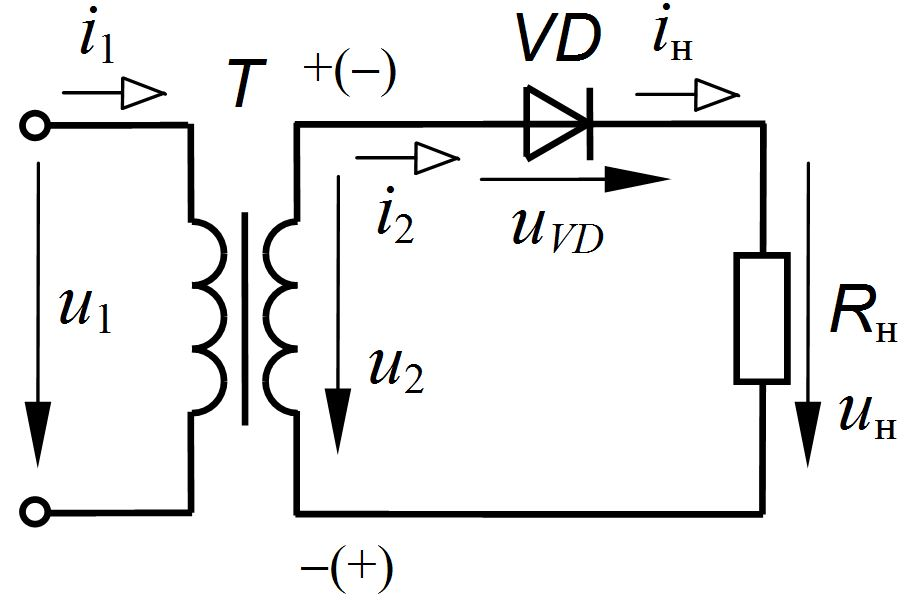 i1
T
+(−)
VD
iн
i2
uVD
u1
u2
Rн
uн
−(+)